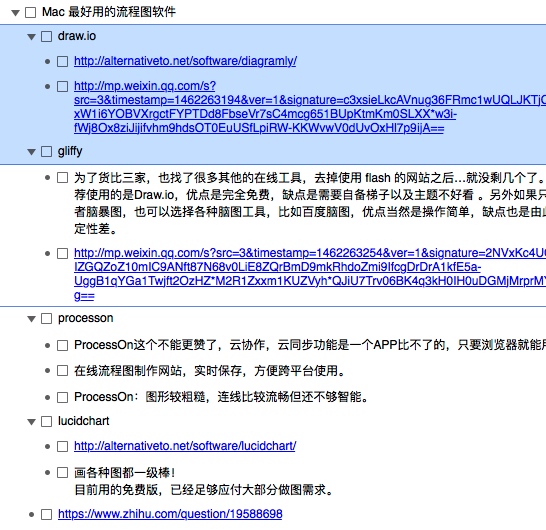 Mac 最好用的流程图软件
draw.io
http://alternativeto.net/software/diagramly/
http://mp.weixin.qq.com/s?
src=3&timestamp=1462263194&ver=1&signature=c3xsieLkcAVnug36FRmc1wUQLJKTjC
xW1i6YOBVXrgctFYPTDd8FbseVr7sC4mcg651BUpKtmKm0SLXX*w3i-
fWj8Ox8ziJijifvhm9hdsOT0EuUSfLpiRW-KKWvwV0dUvOxHl7p9ijA==
gliffy
为了货比三家，也找了很多其他的在线工具，去掉使用 flash 的网站之后…就没剩几个了。
荐使用的是Draw.io，优点是完全免费，缺点是需要自备梯子以及主题不好看 。另外如果只
者脑暴图，也可以选择各种脑图工具，比如百度脑图，优点当然是操作简单，缺点也是由此
定性差。
http://mp.weixin.qq.com/s?src=3&timestamp=1462263254&ver=1&signature=2NVxKc4UC
IZGQZoZ10mIC9ANft87N68v0LiE8ZQrBmD9mkRhdoZmi9IfcgDrDrA1kfE5a-
UggB1qYGa1Twjft2OzHZ*M2R1Zxxm1KUZVyh*QJiU7Trv06BK4q3kH0IH0uDGMjMrprMY
g==
processon
ProcessOn这个不能更赞了，云协作，云同步功能是一个APP比不了的，只要浏览器就能用
在线流程图制作网站，实时保存，方便跨平台使用。
ProcessOn：图形较粗糙，连线比较流畅但还不够智能。
lucidchart
http://alternativeto.net/software/lucidchart/
画各种图都一级棒！
目前用的免费版，已经足够应付大部分做图需求。
https://www.zhihu.com/question/19588698